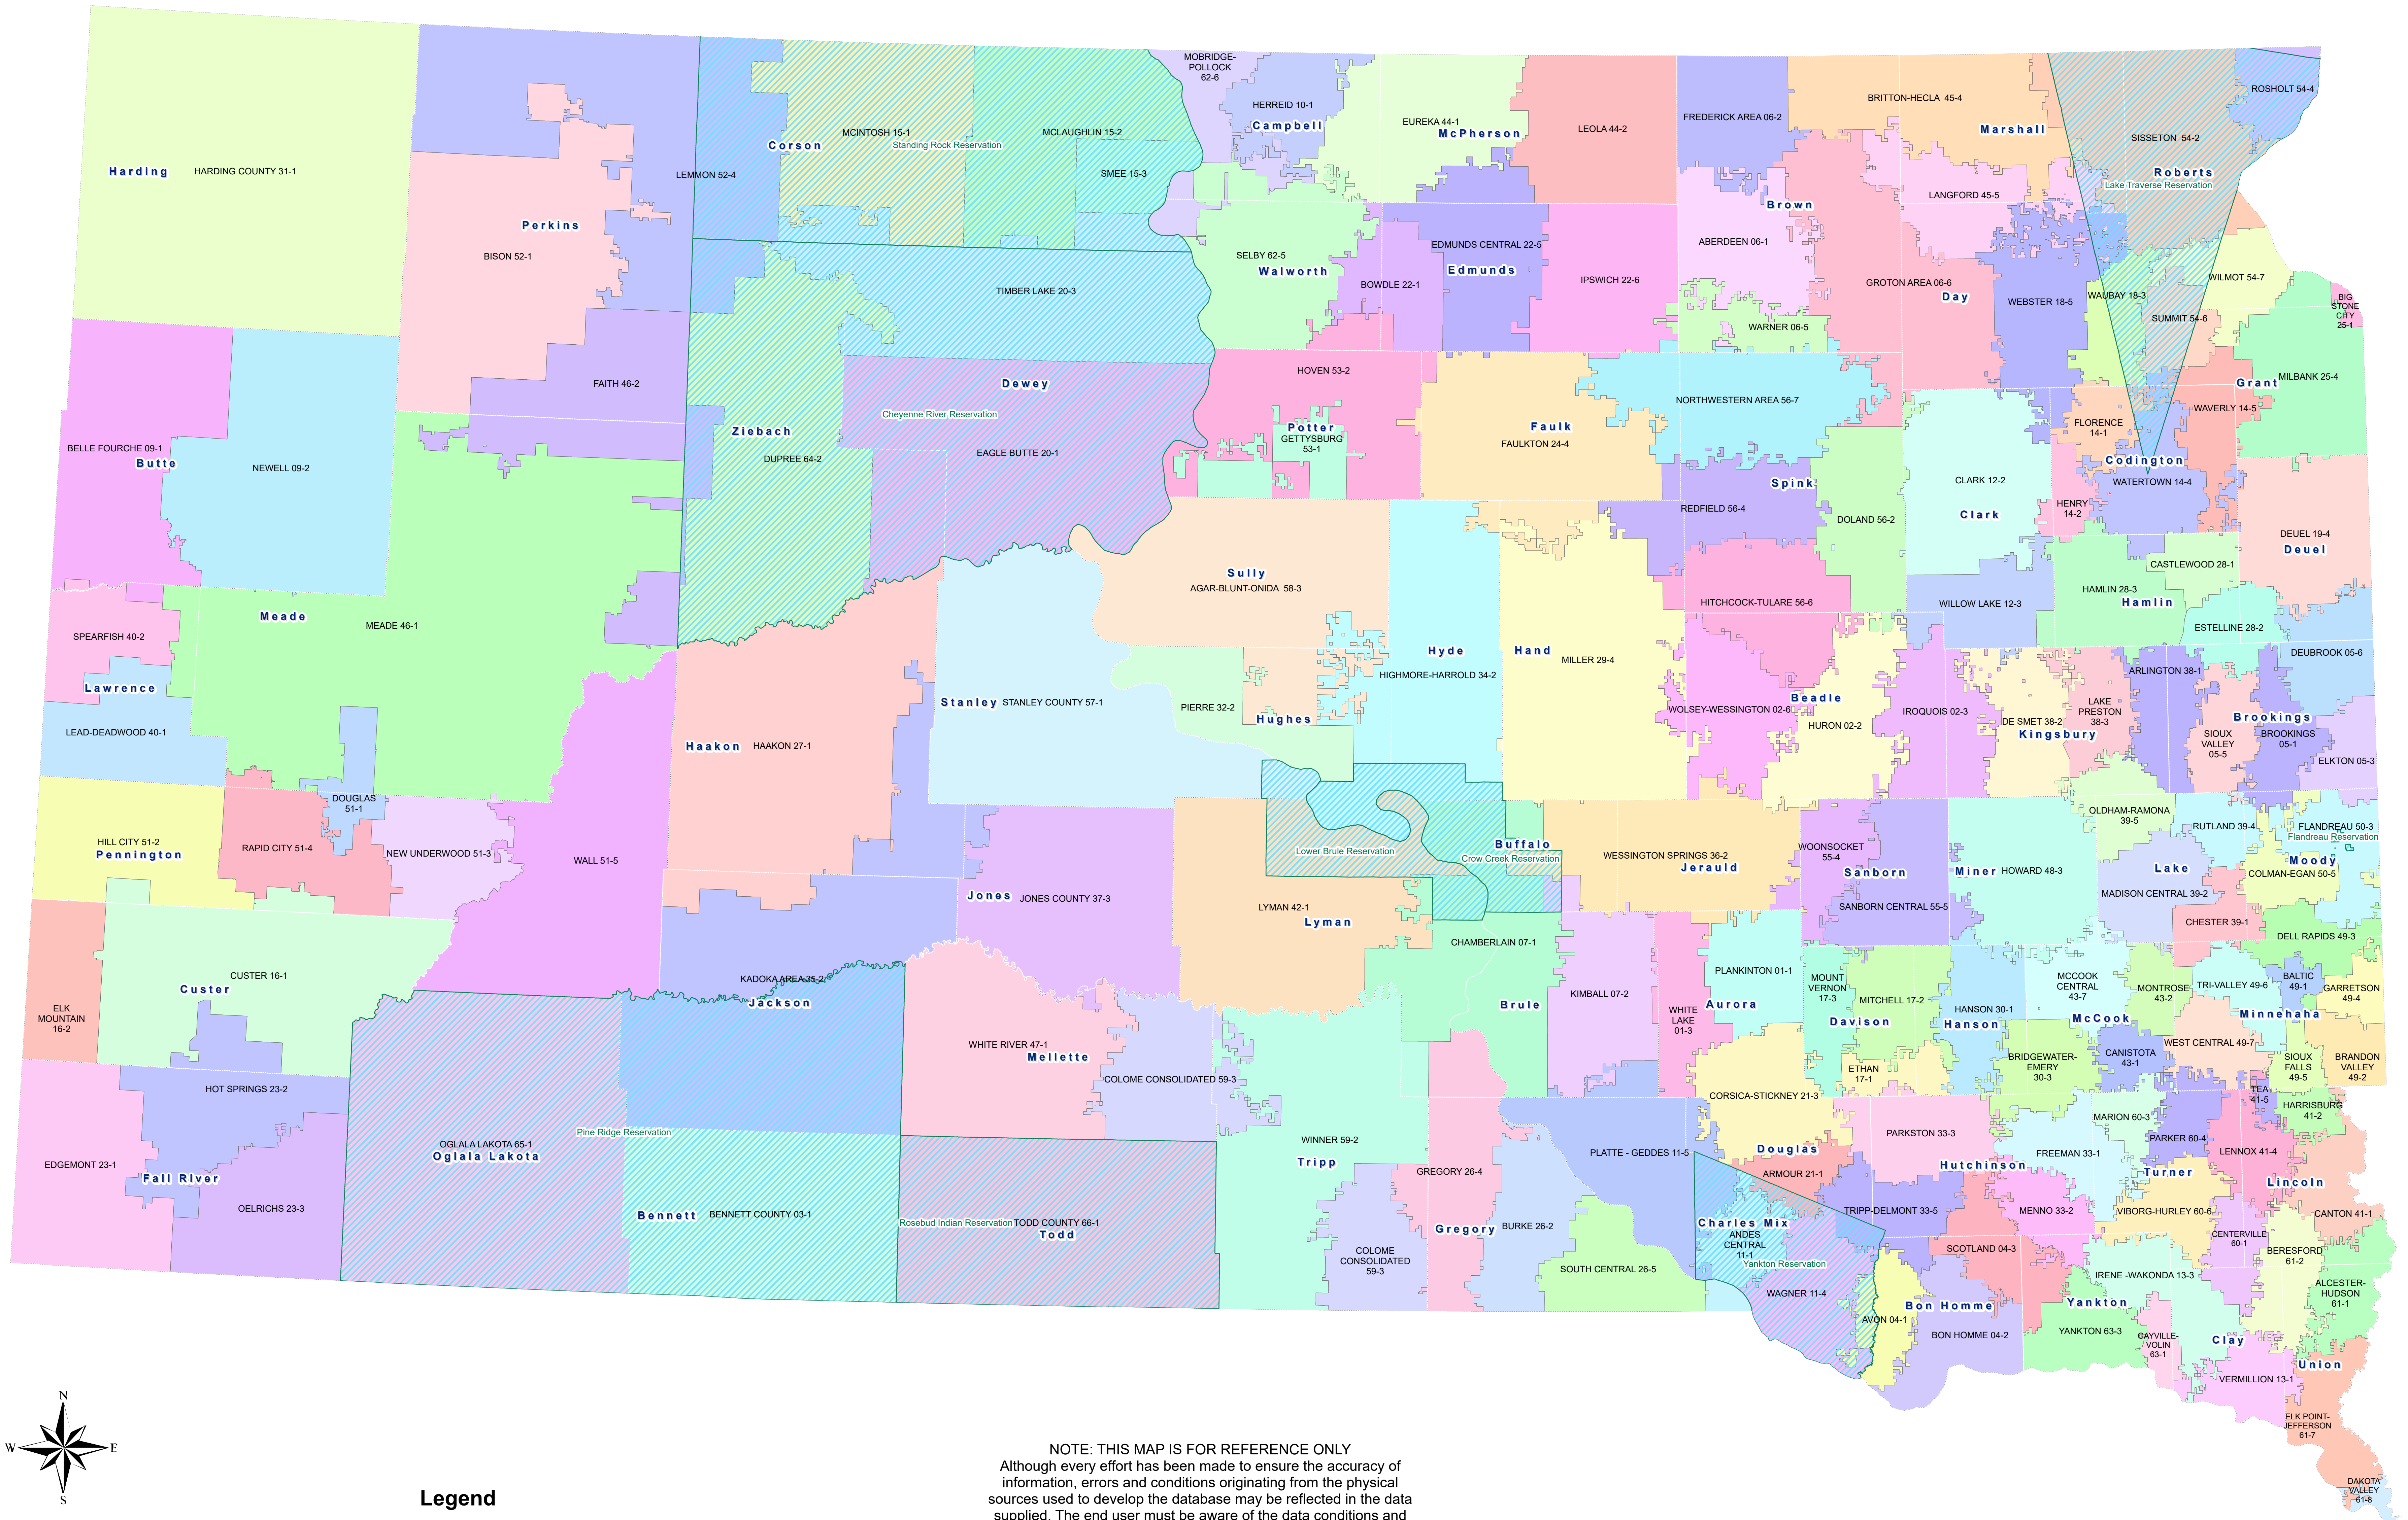 MOBRIDGE-
POLLOCK
62-6
HERREID 10-1
Campbell
EUREKA 44-1
McPherson
LEOLA 44-2
FREDERICK AREA 06-2
BRITTON-HECLA 45-4
Marshall
SISSETON 54-2
ROSHOLT 54-4
Roberts
Lake Traverse Reservation
Harding
HARDING COUNTY 31-1
Perkins
BISON 52-1
LEMMON 52-4
Corson
MCINTOSH 15-1
Standing Rock Reservation
MCLAUGHLIN 15-2
SMEE 15-3
LANGFORD 45-5
Brown
ABERDEEN 06-1
SELBY 62-5
Walworth
BOWDLE 22-1
EDMUNDS CENTRAL 22-5
Edmunds
IPSWICH 22-6
GROTON AREA 06-6
Day
WEBSTER 18-5
WAUBAY 18-3
SUMMIT 54-6
WILMOT 54-7
BIG
STONE
CITY
25-1
WARNER 06-5
TIMBER LAKE 20-3
FAITH 46-2
Dewey
Cheyenne River Reservation
HOVEN 53-2
Potter
GETTYSBURG
53-1
Faulk
FAULKTON 24-4
NORTHWESTERN AREA 56-7
Grant
MILBANK 25-4
WAVERLY 14-5
FLORENCE
14-1
Codington
WATERTOWN 14-4
BELLE FOURCHE 09-1
Butte
NEWELL 09-2
Ziebach
DUPREE 64-2
EAGLE BUTTE 20-1
Spink
REDFIELD 56-4
DOLAND 56-2
CLARK 12-2
Clark
HENRY
14-2
DEUEL 19-4
Deuel
CASTLEWOOD 28-1
HAMLIN 28-3
Hamlin
ESTELLINE 28-2
Sully
AGAR-BLUNT-ONIDA 58-3
HITCHCOCK-TULARE 56-6
WILLOW LAKE 12-3
Meade
MEADE 46-1
SPEARFISH 40-2
Lawrence
LEAD-DEADWOOD 40-1
Hyde
HIGHMORE-HARROLD 34-2
Hand
MILLER 29-4
DEUBROOK 05-6
ARLINGTON 38-1
Beadle
WOLSEY-WESSINGTON 02-6
HURON 02-2
IROQUOIS 02-3
DE SMET 38-2
Kingsbury
LAKE
PRESTON
38-3
SIOUX
VALLEY
05-5
Brookings
BROOKINGS
05-1
ELKTON 05-3
Stanley
STANLEY COUNTY 57-1
PIERRE 32-2
Hughes
Haakon
HAAKON 27-1
DOUGLAS
51-1
HILL CITY 51-2
Pennington
RAPID CITY 51-4
NEW UNDERWOOD 51-3
WALL 51-5
Lower Brule Reservation
Buffalo
Crow Creek Reservation
WESSINGTON SPRINGS 36-2
Jerauld
WOONSOCKET
55-4
Sanborn
SANBORN CENTRAL 55-5
Miner
HOWARD 48-3
OLDHAM-RAMONA
39-5
RUTLAND 39-4
Lake
MADISON CENTRAL 39-2
CHESTER 39-1
FLANDREAU 50-3
Flandreau Reservation
Moody
COLMAN-EGAN 50-5
DELL RAPIDS 49-3
Jones
JONES COUNTY 37-3
LYMAN 42-1
Lyman
CHAMBERLAIN 07-1
KIMBALL 07-2
Brule
WHITE
LAKE
01-3
PLANKINTON 01-1
Aurora
MOUNT
VERNON
17-3
MITCHELL 17-2
Davison
HANSON 30-1
Hanson
MCCOOK
CENTRAL
43-7
McCook
MONTROSE
43-2
TRI-VALLEY 49-6
BALTIC
49-1
GARRETSON
49-4
Minnehaha
WEST CENTRAL 49-7
SIOUX
FALLS
49-5
BRANDON
VALLEY
49-2
CUSTER 16-1
Custer
ELK
MOUNTAIN
16-2
KADOKA AREA 35-2
Jackson
WHITE RIVER 47-1
Mellette
COLOME CONSOLIDATED 59-3
ETHAN
17-1
BRIDGEWATER-
EMERY
30-3
CANISTOTA
43-1
TEA
41-5
HARRISBURG
41-2
HOT SPRINGS 23-2
EDGEMONT 23-1
Fall River
OELRICHS 23-3
OGLALA LAKOTA 65-1
Oglala Lakota
Pine Ridge Reservation
Bennett
BENNETT COUNTY 03-1
Rosebud Indian Reservation
TODD COUNTY 66-1
Todd
WINNER 59-2
Tripp
COLOME
CONSOLIDATED
59-3
GREGORY 26-4
Gregory
BURKE 26-2
SOUTH CENTRAL 26-5
PLATTE - GEDDES 11-5
CORSICA-STICKNEY 21-3
Douglas
ARMOUR 21-1
PARKSTON 33-3
Hutchinson
FREEMAN 33-1
MARION 60-3
PARKER 60-4
Turner
LENNOX 41-4
Lincoln
CANTON 41-1
TRIPP-DELMONT 33-5
MENNO 33-2
VIBORG-HURLEY 60-6
CENTERVILLE
60-1
BERESFORD
61-2
ALCESTER-
HUDSON
61-1
Charles Mix
ANDES
CENTRAL
11-1
Yankton Reservation
WAGNER 11-4
AVON 04-1
SCOTLAND 04-3
Bon Homme
BON HOMME 04-2
IRENE -WAKONDA 13-3
Yankton
YANKTON 63-3
GAYVILLE-
VOLIN
63-1
Clay
VERMILLION 13-1
Union
ELK POINT-
JEFFERSON
61-7
DAKOTA
VALLEY
61-8
N
W
E
S
Legend
NOTE: THIS MAP IS FOR REFERENCE ONLY
Although every effort has been made to ensure the accuracy of
information, errors and conditions originating from the physical
sources used to develop the database may be reflected in the data
supplied. The end user must be aware of the data conditions and